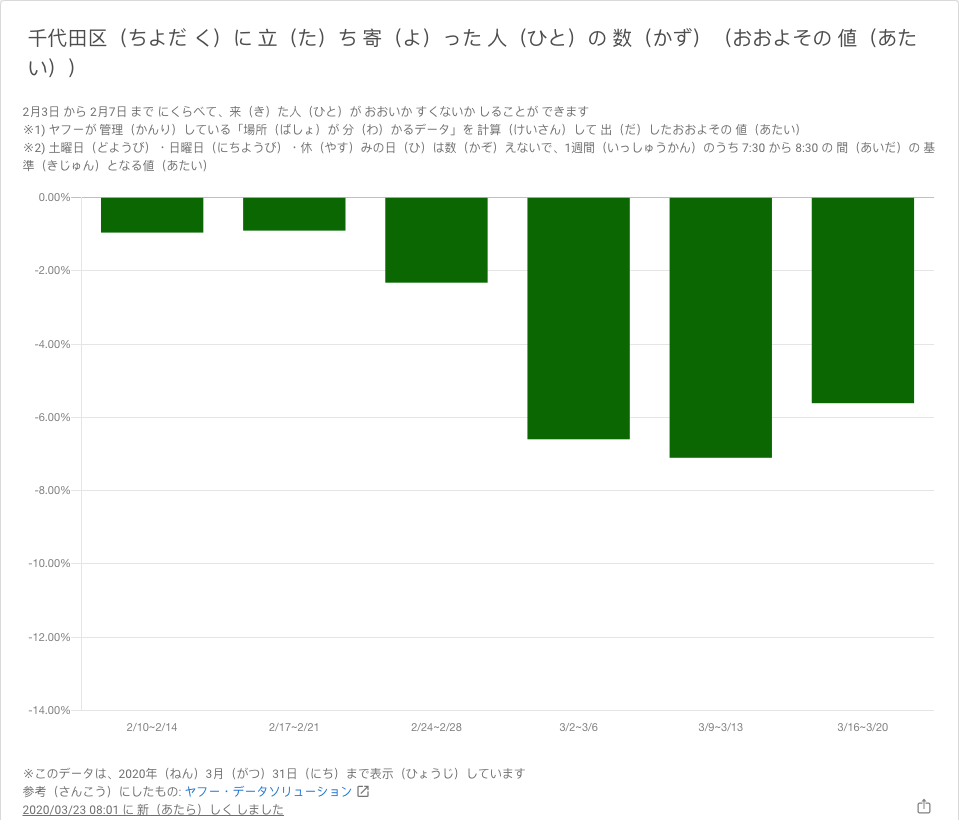 千代田区（ちよだ く）に 立（た）ち 寄（よ）った 人（ひと）の 数（かず）（おおよその 値（あた
い））
2月3日 から 2月7日 まで にくらべて、来（き）た人（ひと）が おおいか すくないか しることが できます
※1) ヤフーが 管理（かんり）している「場所（ばしょ）が 分（わ）かるデータ」を 計算（けいさん）して 出（だ）したおおよその 値（あたい）
※2) 土曜日（どようび）・日曜日（にちようび）・休（やす）みの日（ひ）は数（かぞ）えないで、1週間（いっしゅうかん）のうち 7:30 から 8:30 の 間（あいだ）の 基
準（きじゅん）となる値（あたい）
0.00%
-2.00%
-4.00%
-6.00%
-8.00%
-10.00%
-12.00%
-14.00%
2/10~2/14 2/17~2/21 2/24~2/28 3/2~3/6 3/9~3/13 3/16~3/20
※このデータは、2020年（ねん）3月（がつ）31日（にち）まで表示（ひょうじ）しています
参考（さんこう）にしたもの: ヤフー・データソリューション
2020/03/23 08:01 に 新（あたら）しく しました